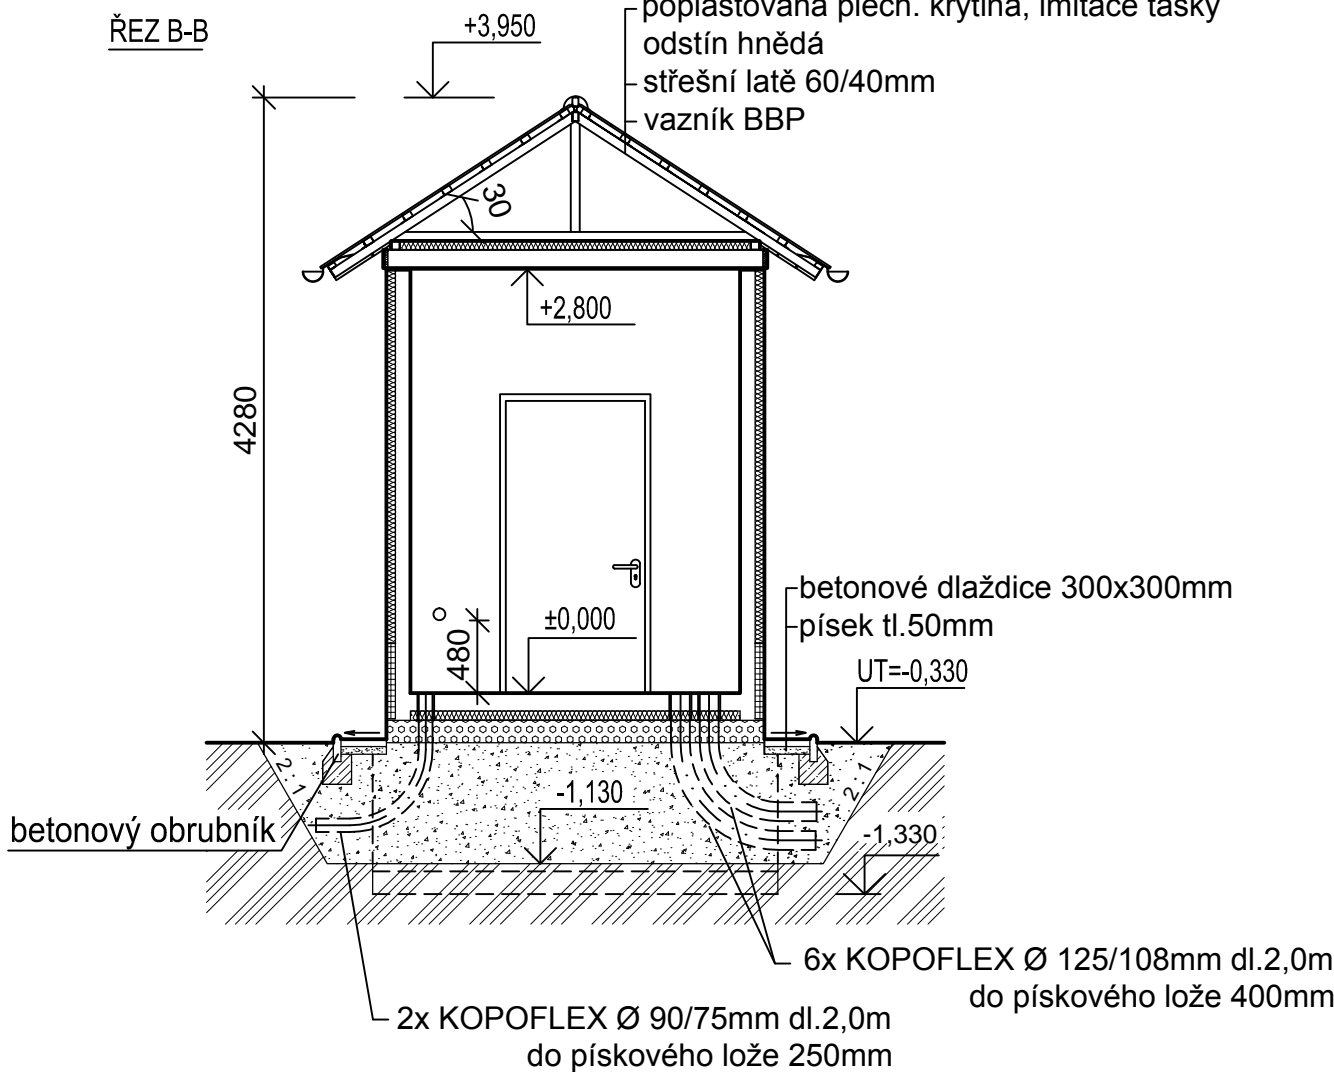 ŘEZ B-B
+3,950
poplastovaná plech. krytina, imitace tašky
odstín hnědá
střešní latě 60/40mm
vazník BBP
30
+2,800
4280
betonové dlaždice 300x300mm
písek tl.50mm
±0,000
480
UT=-0,330
2:1
2:1
-1,130
-1,330
betonový obrubník
6x KOPOFLEX Ø 125/108mm dl.2,0m
do pískového lože 400mm
2x KOPOFLEX Ø 90/75mm dl.2,0m
do pískového lože 250mm